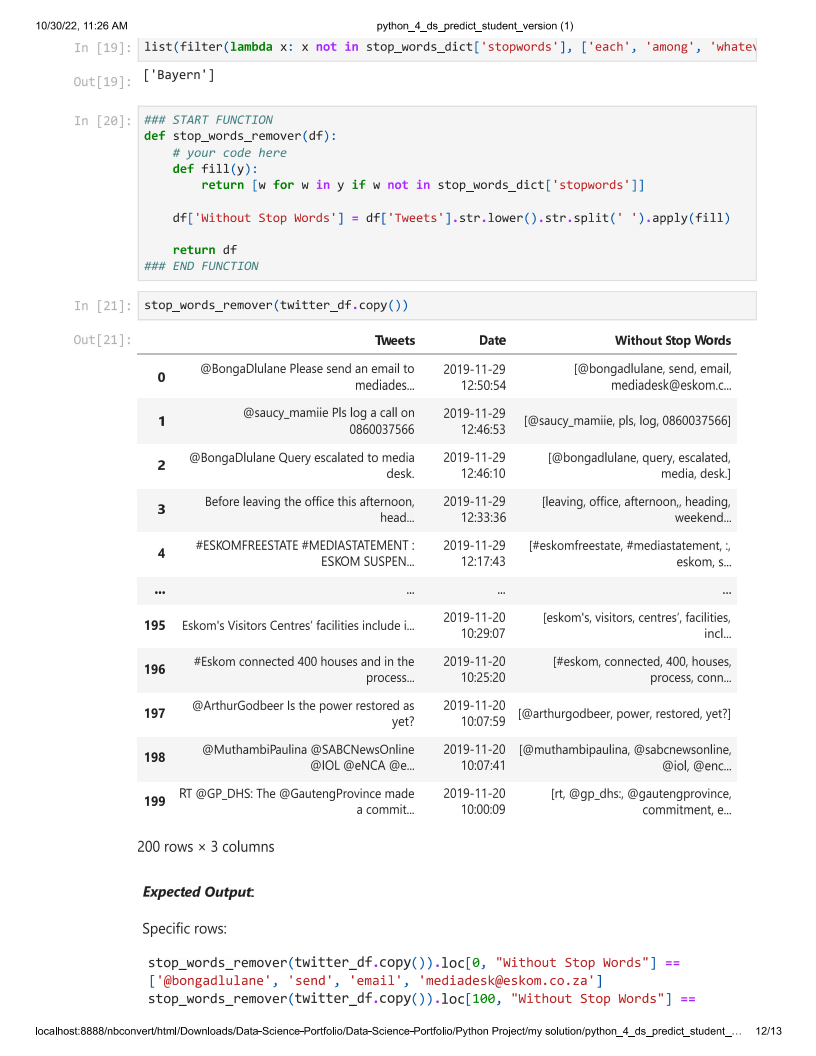 10/30/22, 11:26 AM python_4_ds_predict_student_version (1)
In [19]: list(filter(lambda x: x not in stop_words_dict['stopwords'], ['each', 'among', 'whatev
Out[19]: ['Bayern']
In [20]: ### START FUNCTION
def stop_words_remover(df):
# your code here
def fill(y):
return [w for w in y if w not in stop_words_dict['stopwords']]
df['Without Stop Words'] = df['Tweets'].str.lower().str.split(' ').apply(fill)
return df
### END FUNCTION
In [21]: stop_words_remover(twitter_df.copy())
Out[21]: Tweets Date Without Stop Words
0 @BongaDlulane Please send an email to mediades... 2019-11-29 12:50:54 [@bongadlulane, send, email, mediadesk@eskom.c...
1 @saucy_mamiie Pls log a call on 0860037566 2019-11-29 12:46:53 [@saucy_mamiie, pls, log, 0860037566]
2 @BongaDlulane Query escalated to media desk. 2019-11-29 12:46:10 [@bongadlulane, query, escalated, media, desk.]
3 Before leaving the office this afternoon, head... 2019-11-29 12:33:36 [leaving, office, afternoon,, heading, weekend...
4 #ESKOMFREESTATE #MEDIASTATEMENT : ESKOM SUSPEN... 2019-11-29 12:17:43 [#eskomfreestate, #mediastatement, :, eskom, s...
... ... ... ...
195 Eskom's Visitors Centres’ facilities include i... 2019-11-20 10:29:07 [eskom's, visitors, centres’, facilities, incl...
196 #Eskom connected 400 houses and in the process... 2019-11-20 10:25:20 [#eskom, connected, 400, houses, process, conn...
197 @ArthurGodbeer Is the power restored as yet? 2019-11-20 10:07:59 [@arthurgodbeer, power, restored, yet?]
198 @MuthambiPaulina @SABCNewsOnline @IOL @eNCA @e... 2019-11-20 10:07:41 [@muthambipaulina, @sabcnewsonline, @iol, @enc...
199 RT @GP_DHS: The @GautengProvince made a commit... 2019-11-20 10:00:09 [rt, @gp_dhs:, @gautengprovince, commitment, e...
200 rows × 3 columns
Expected Output:
Specific rows:
stop_words_remover(twitter_df.copy()).loc[0, "Without Stop Words"] ==
['@bongadlulane', 'send', 'email', 'mediadesk@eskom.co.za']
stop_words_remover(twitter_df.copy()).loc[100, "Without Stop Words"] ==
localhost:8888/nbconvert/html/Downloads/Data-Science-Portfolio/Data-Science-Portfolio/Python Project/my solution/python_4_ds_predict_student_… 12/13